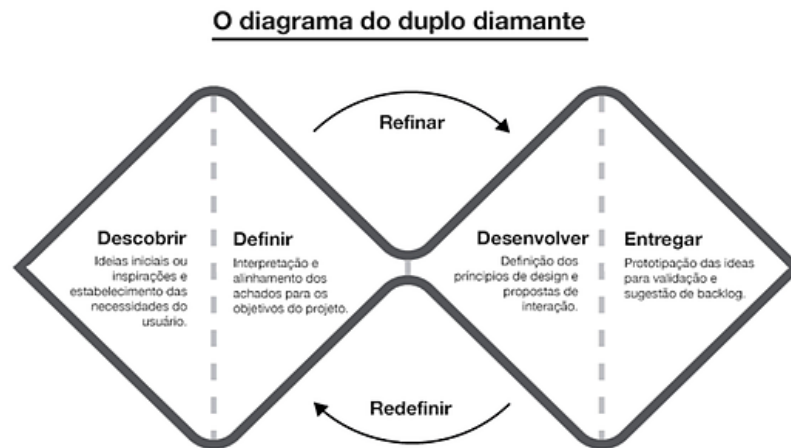 O diagrama do duplo diamante
Refinar
Descobrir
Ideias iniciais ou
inspirações e
estabelecimento das
necessidades do
usuário.
Definir
Interpretação e
alinhamento dos
achados para os
objetivos do projeto.
Desenvolver
Definição dos
princípios de design e
propostas de
interação.
Entregar
Prototipação das ideias
para validação e
sugestão de backlog.
Redefinir